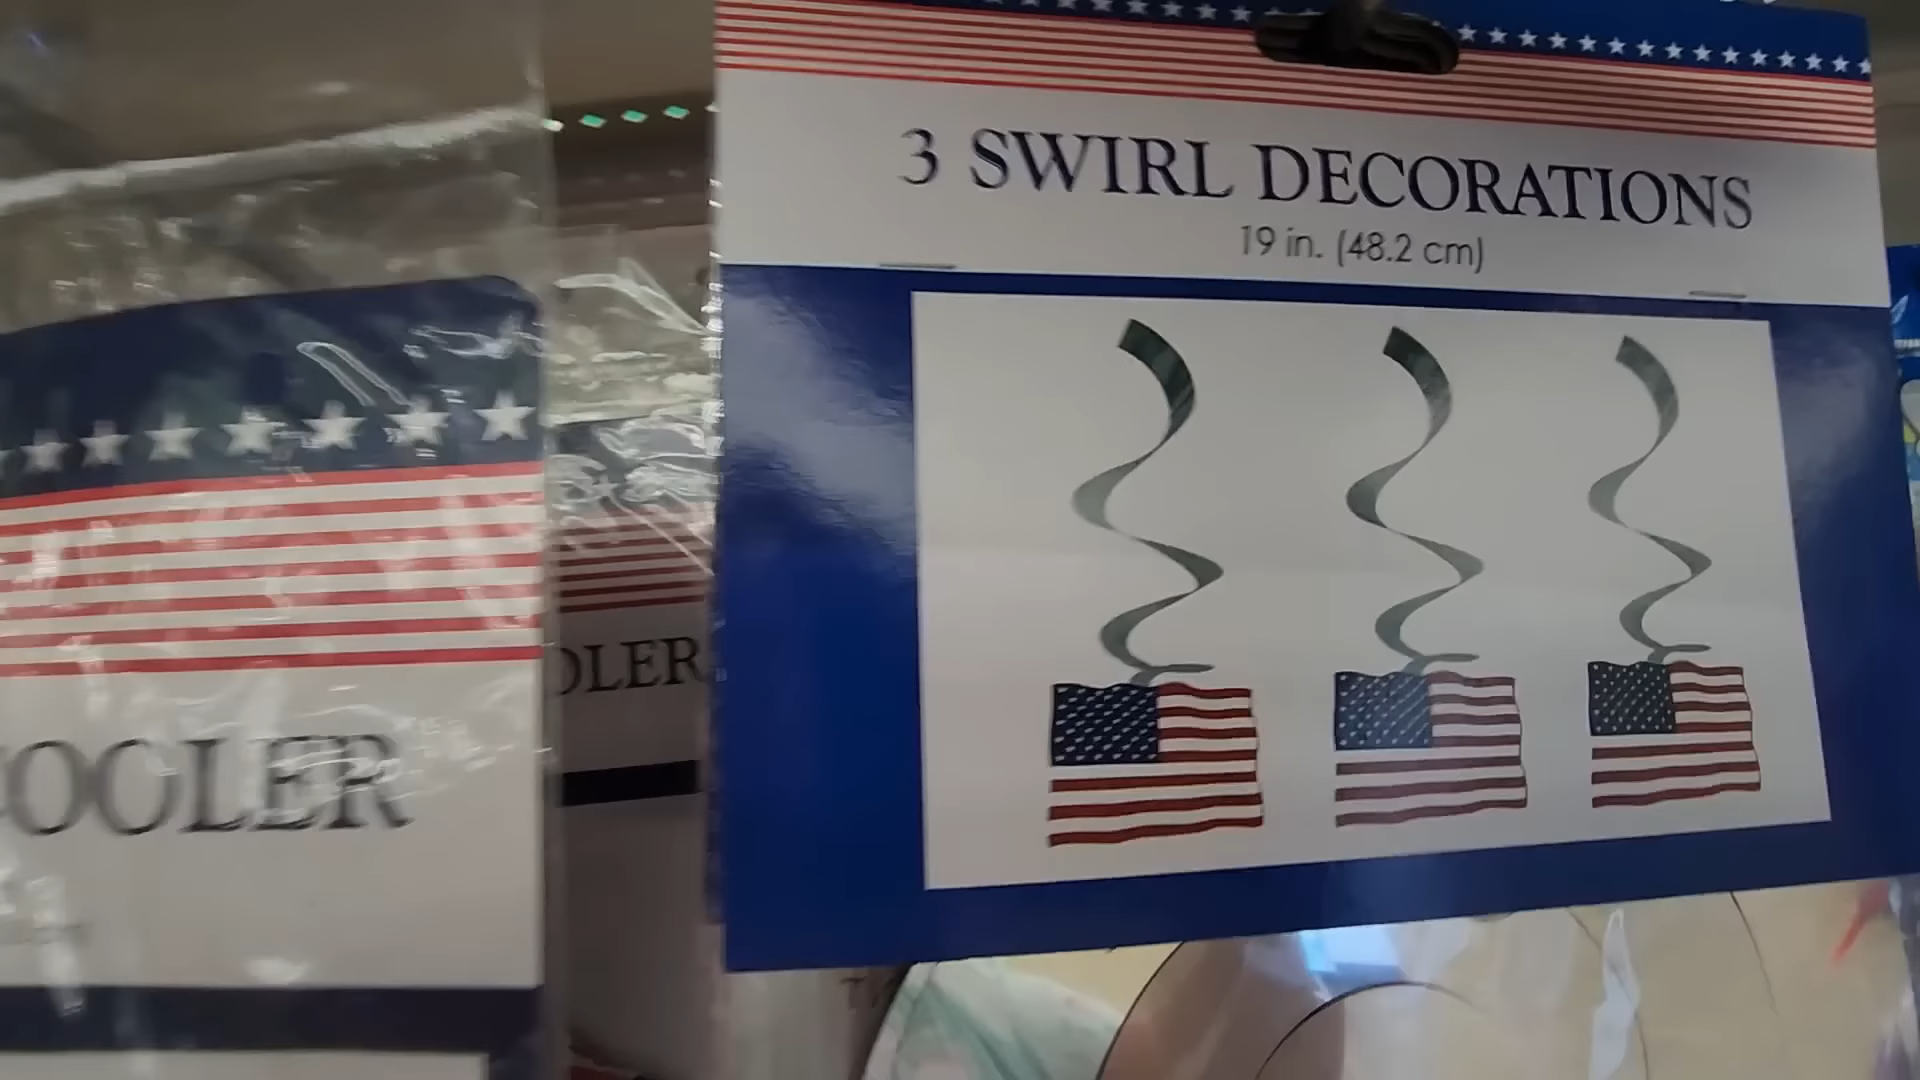 3 SWIRL DECORATIONS
19 in. (48.2 cm)
OOLER
OLER